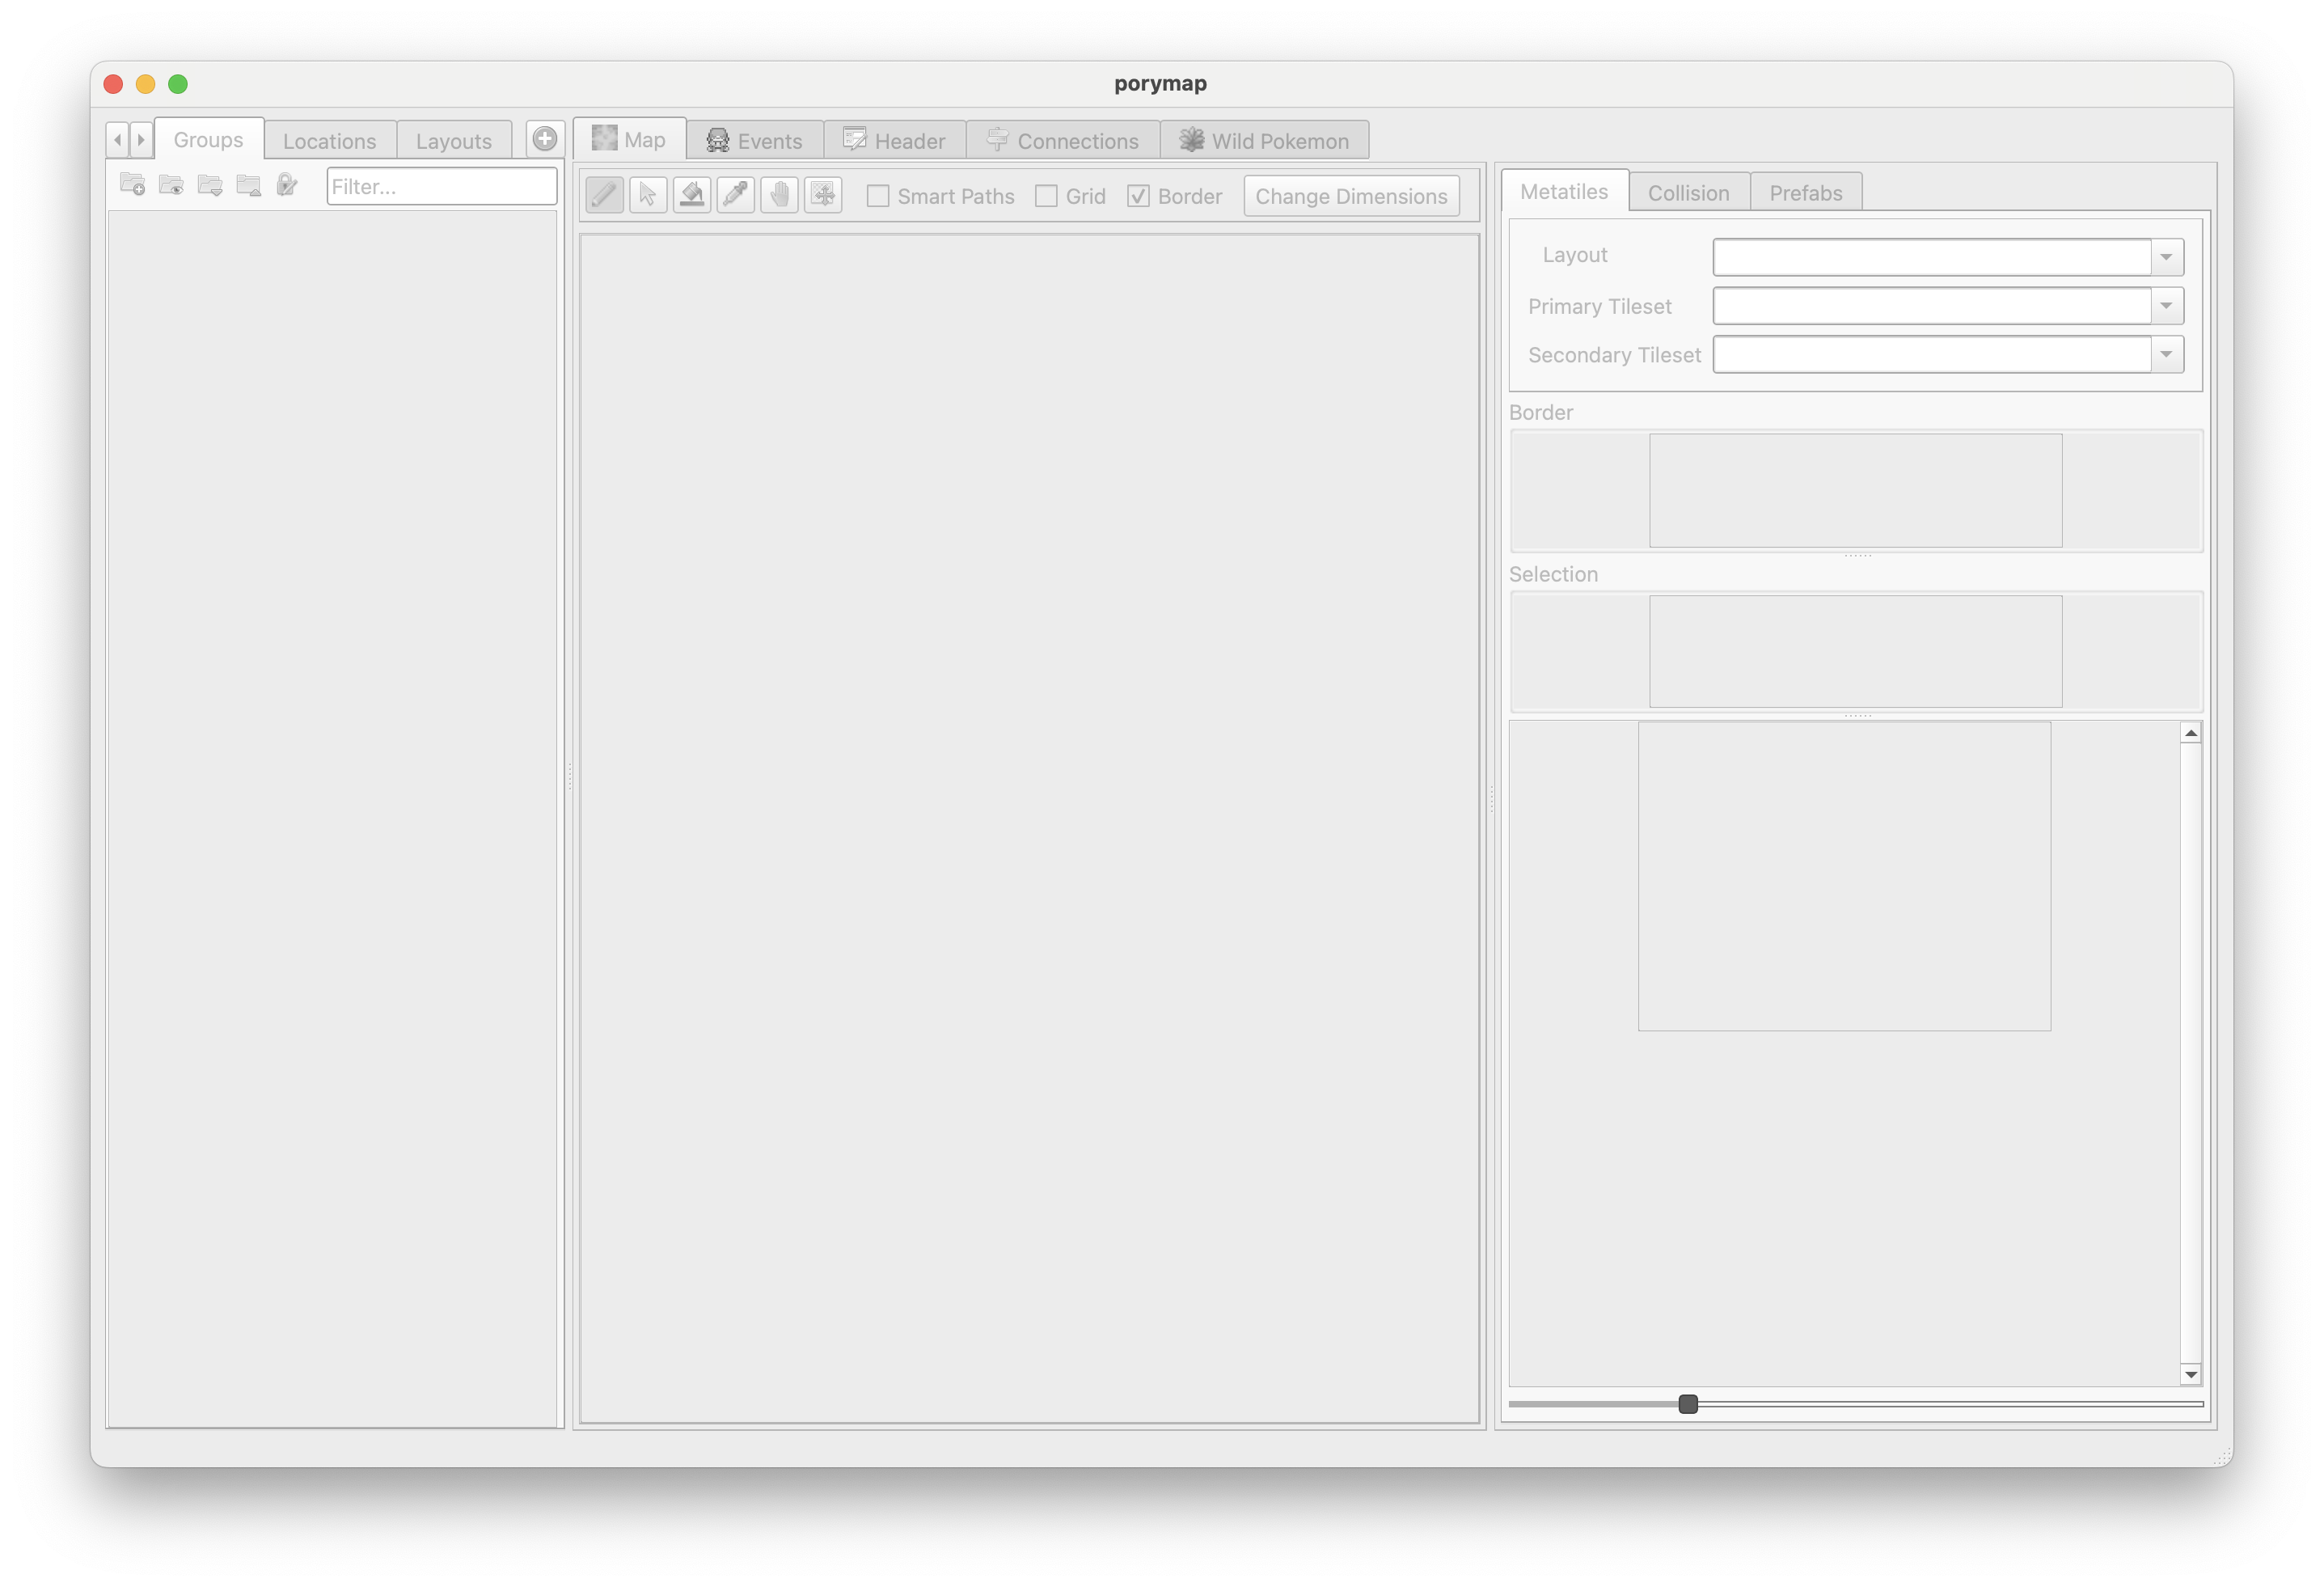 porymap
Groups Locations Layouts
Map Events Header Connections Wild Pokemon
Filter...
Smart Paths Grid Border Change Dimensions
Metatiles Collision Prefabs
Layout
Primary Tileset
Secondary Tileset
Border
Selection